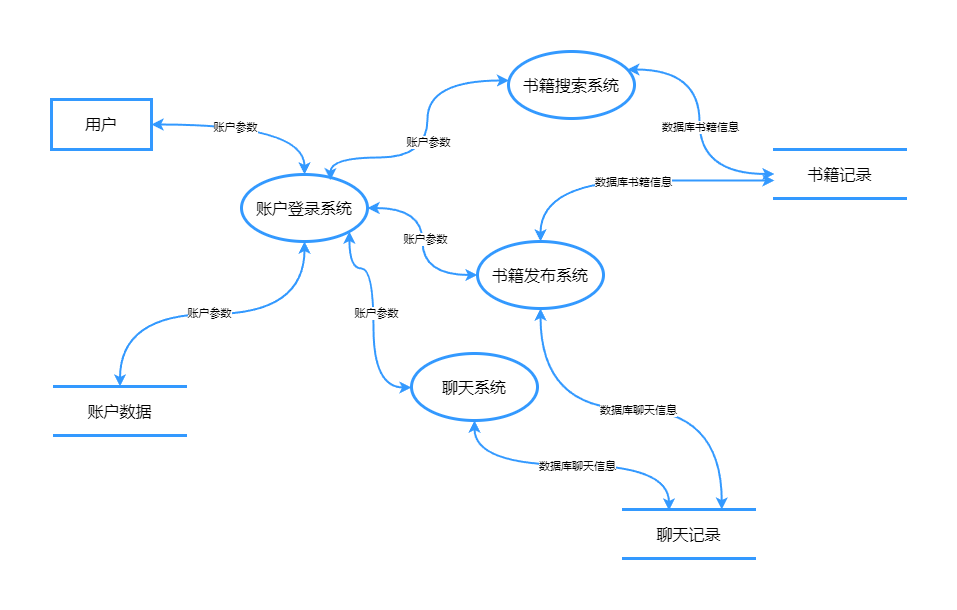 书籍搜索系统
用户
账户参数
账户参数
数据库书籍信息
书籍记录
数据库书籍信息
账户登录系统
账户参数
书籍发布系统
账户参数
账户参数
聊天系统
账户数据
数据库聊天信息
数据库聊天信息
聊天记录